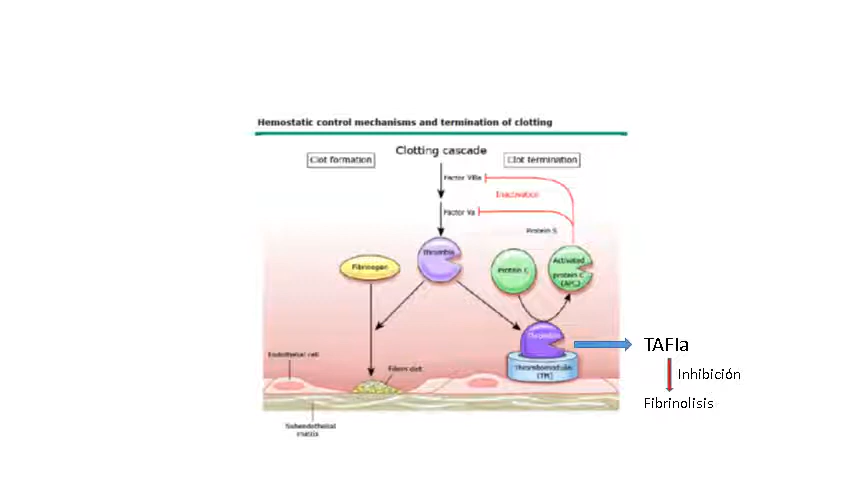 Hemostatic control mechanisms and termination of clotting
Clotting cascade
Clot formation
Clot termination
Factor VIIIa
Inactivation
Factor Va
Protein S
Thrombin
Fibrinogen
Protein C
Activated
protein C
(APC)
Thrombin
TAFIa
Endothelial cell
Fibrin clot
Thrombomodulin
(TM)
Inhibición
Fibrinolisis
Subendothelial
matrix